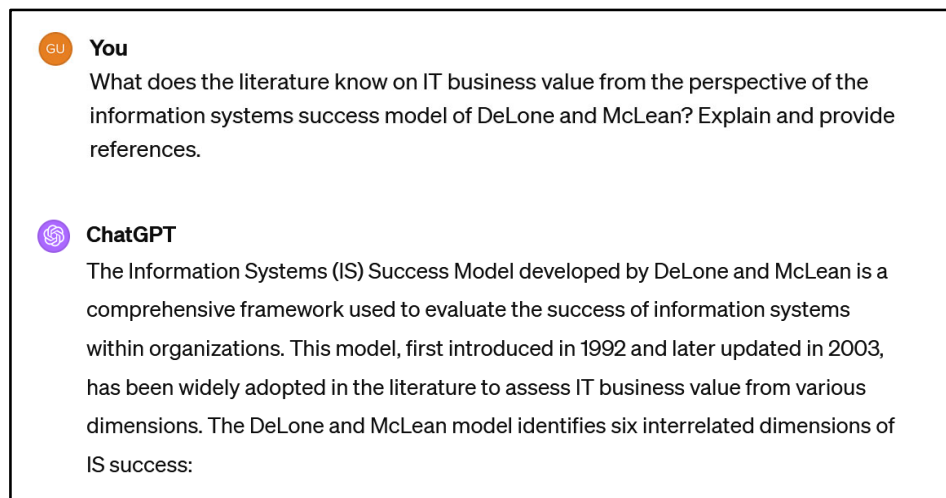 GU
You
What does the literature know on IT business value from the perspective of the
information systems success model of DeLone and McLean? Explain and provide
references.
ChatGPT
The Information Systems (IS) Success Model developed by DeLone and McLean is a
comprehensive framework used to evaluate the success of information systems
within organizations. This model, first introduced in 1992 and later updated in 2003,
has been widely adopted in the literature to assess IT business value from various
dimensions. The DeLone and McLean model identifies six interrelated dimensions of
IS success: